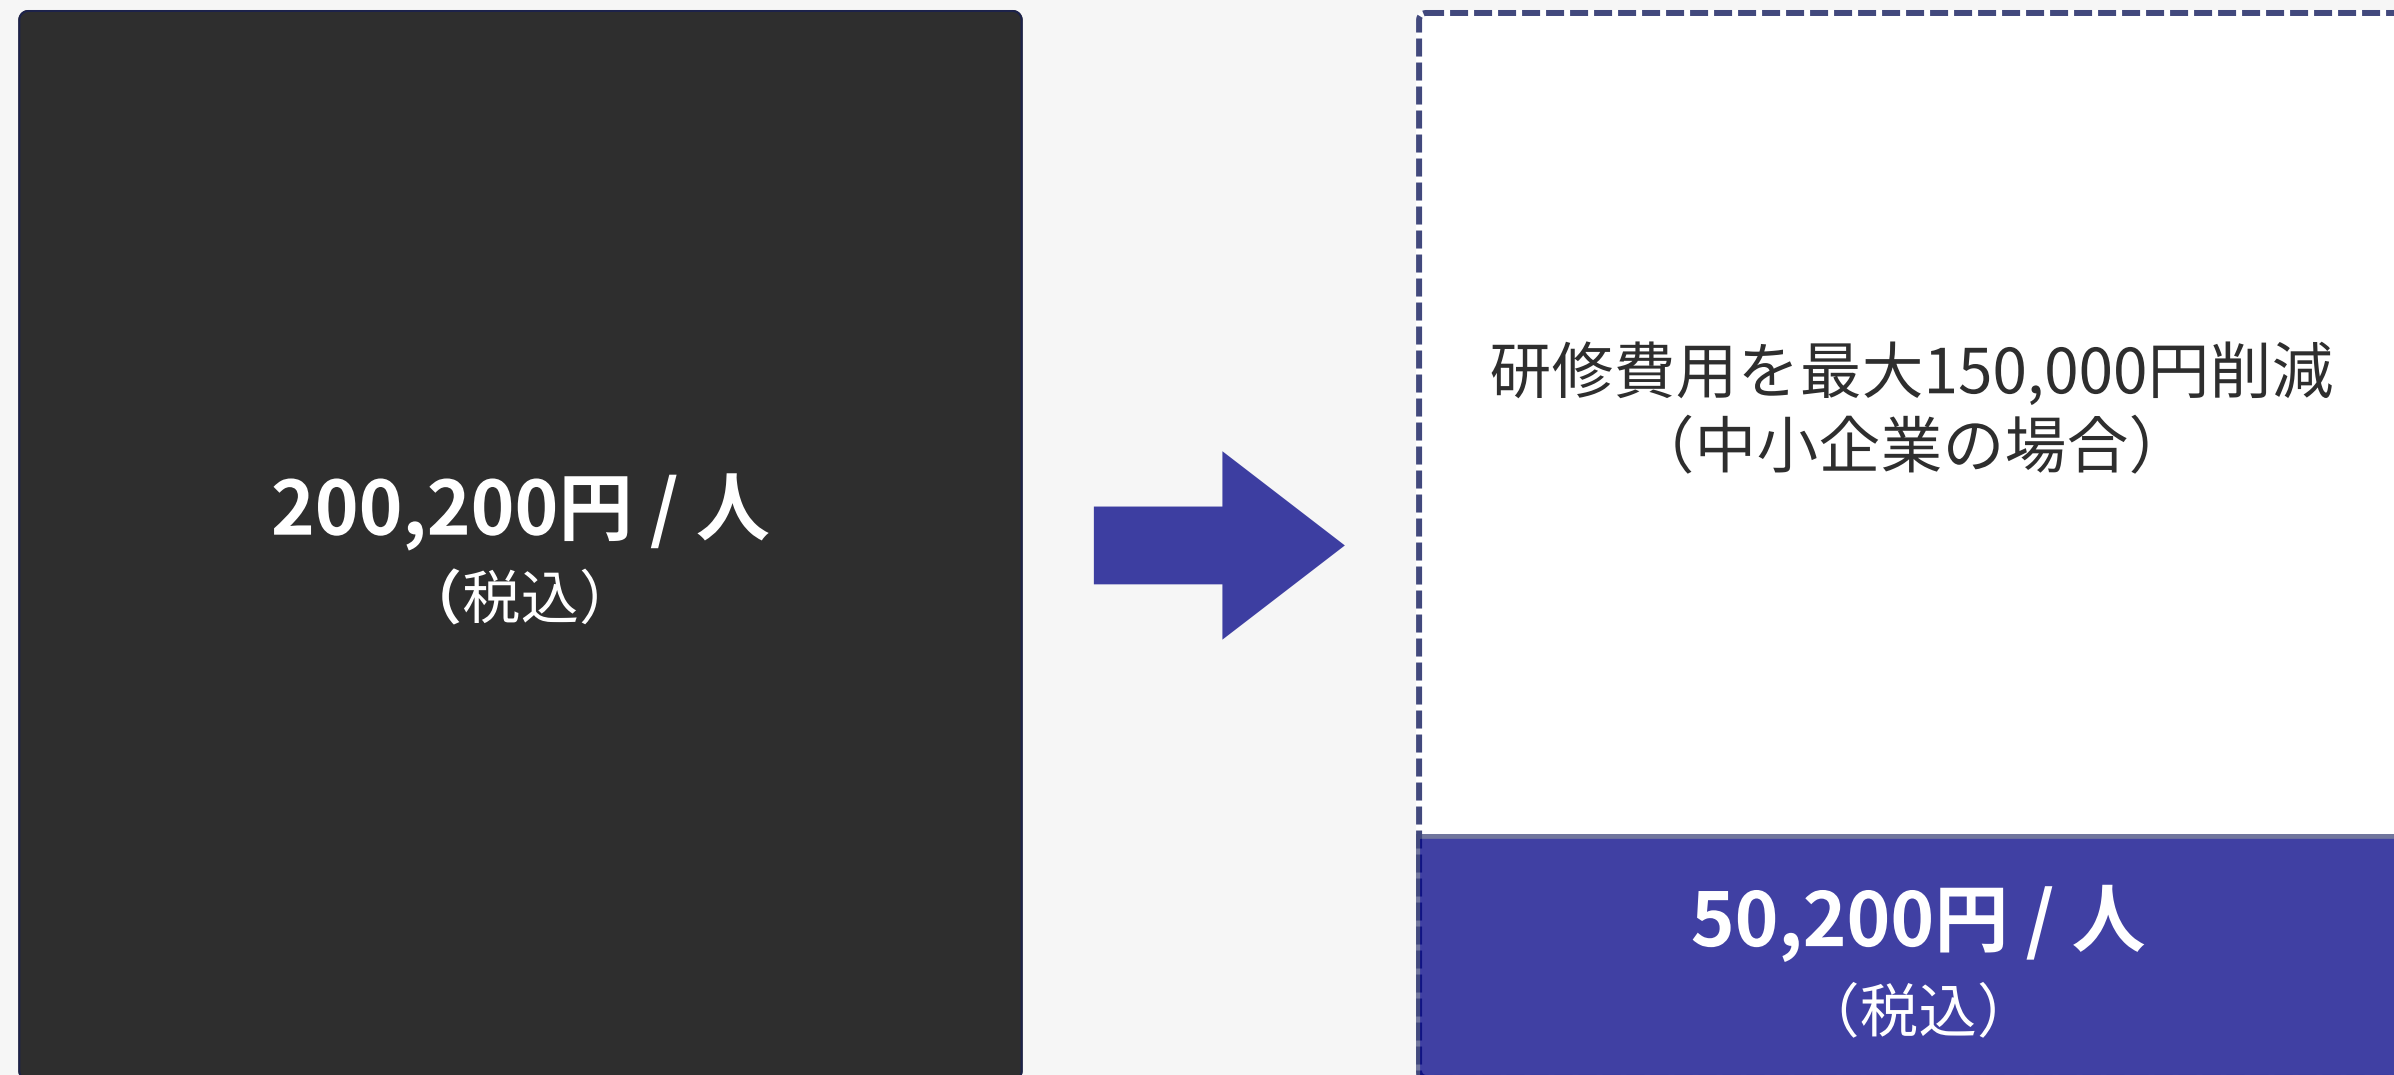 200,200円 / 人
（税込）
研修費用を最大150,000円削減
（中小企業の場合）
50,200円 / 人
（税込）